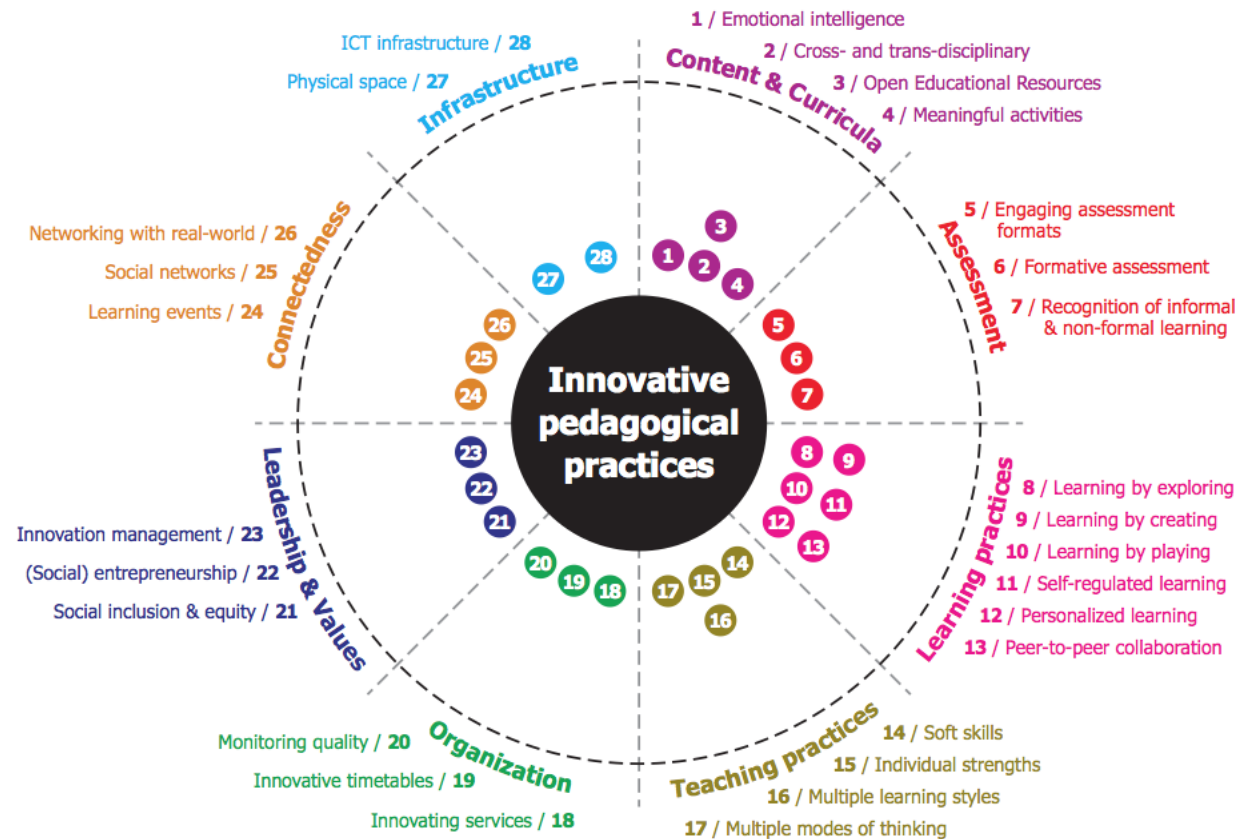 Innovative
pedagogical
practices
Content & Curricula
1 / Emotional intelligence
2 / Cross- and trans-disciplinary
3 / Open Educational Resources
4 / Meaningful activities
Assessment
5 / Engaging assessment
formats
6 / Formative assessment
7 / Recognition of informal
& non-formal learning
Learning practices
8 / Learning by exploring
9 / Learning by creating
10 / Learning by playing
11 / Self-regulated learning
12 / Personalized learning
13 / Peer-to-peer collaboration
Teaching practices
14 / Soft skills
15 / Individual strengths
16 / Multiple learning styles
17 / Multiple modes of thinking
Organization
Monitoring quality / 20
Innovative timetables / 19
Innovating services / 18
Leadership & Values
Innovation management / 23
(Social) entrepreneurship / 22
Social inclusion & equity / 21
Connectedness
Networking with real-world / 26
Social networks / 25
Learning events / 24
Infrastructure
ICT infrastructure / 28
Physical space / 27
1
2
3
4
5
6
7
8
9
10
11
12
13
14
15
16
17
18
19
20
21
22
23
24
25
26
27
28